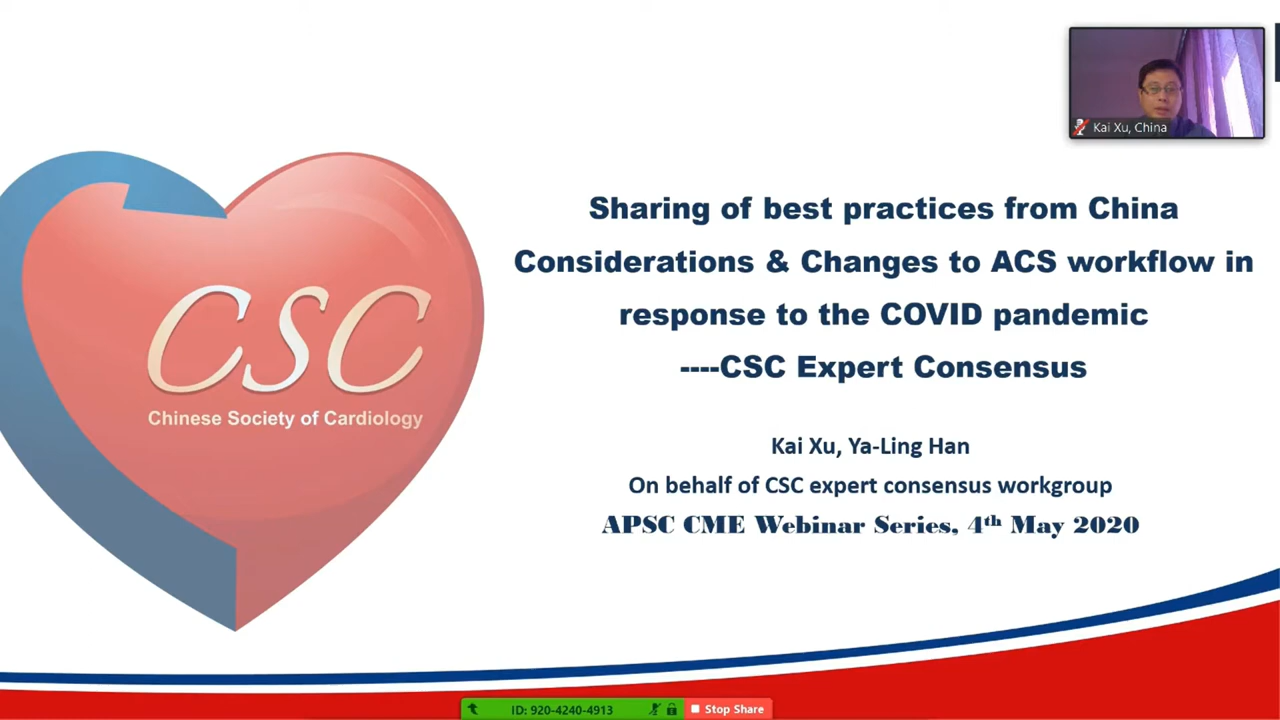 Kai Xu, China
Sharing of best practices from China
Considerations & Changes to ACS workflow in
response to the COVID pandemic
----CSC Expert Consensus
CSC
Chinese Society of Cardiology
Kai Xu, Ya-Ling Han
On behalf of CSC expert consensus workgroup
APSC CME Webinar Series, 4th May 2020
ID: 920-4240-4913
Stop Share